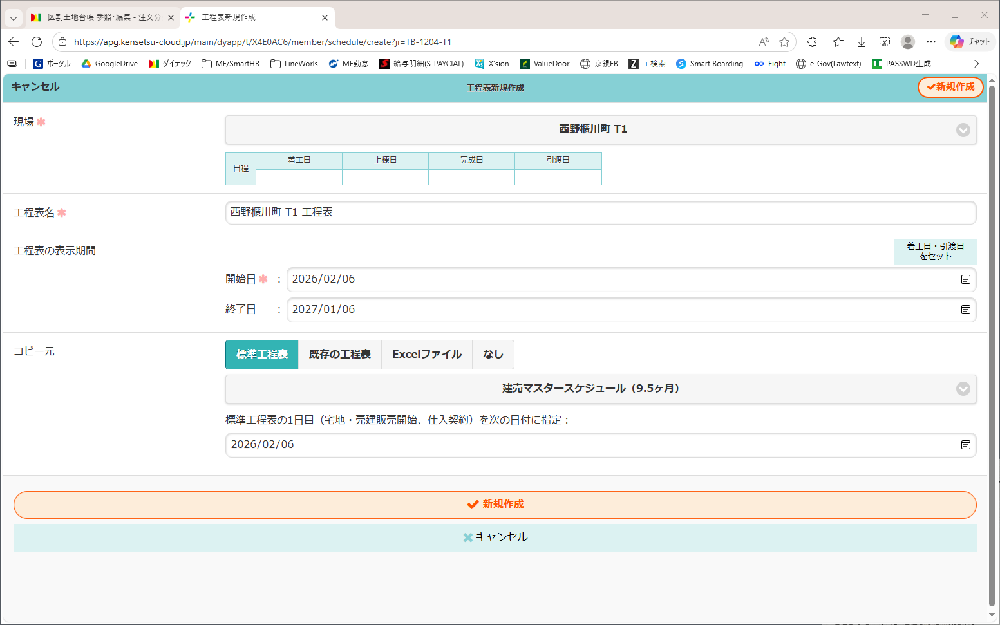 区割土地台帳 参照・編集 - 注文分
工程表新規作成
https://apg.kensetsu-cloud.jp/main/dyapp/t/X4E0AC6/member/schedule/create?ji=TB-1204-T1
チャット
ポータル
GoogleDrive
ダイテック
MF/SmartHR
LineWorls
MF勤怠
給与明細(S-PAYCIAL)
X'sion
ValueDoor
京銀EB
〒検索
Smart Boarding
Eight
e-Gov(Lawtext)
PASSWD生成
キャンセル
工程表新規作成
新規作成
現場
西野櫃川町 T1
日程
着工日
上棟日
完成日
引渡日
工程表名
西野櫃川町 T1 工程表
工程表の表示期間
着工日・引渡日
をセット
開始日 :
2026/02/06
終了日 :
2027/01/06
コピー元
標準工程表
既存の工程表
Excelファイル
なし
建売マスタースケジュール（9.5ヶ月）
標準工程表の1日目（宅地・売建販売開始、仕入契約）を次の日付に指定：
2026/02/06
新規作成
キャンセル